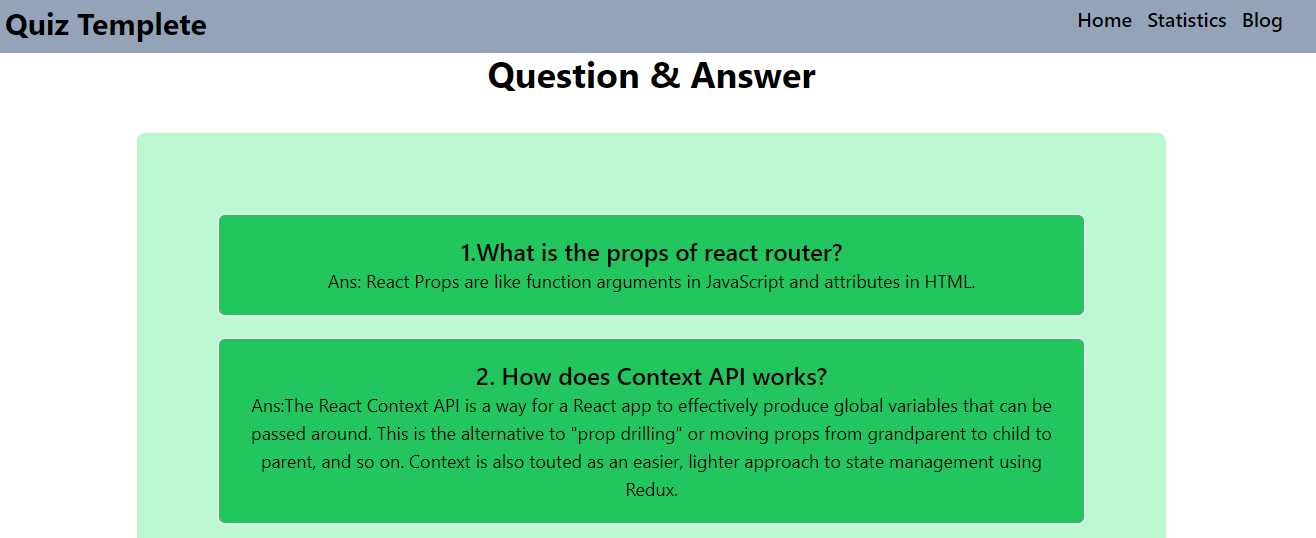 Quiz Templete
Home Statistics Blog
Question & Answer
1.What is the props of react router?
Ans: React Props are like function arguments in JavaScript and attributes in HTML.
2. How does Context API works?
Ans:The React Context API is a way for a React app to effectively produce global variables that can be
passed around. This is the alternative to "prop drilling" or moving props from grandparent to child to
parent, and so on. Context is also touted as an easier, lighter approach to state management using
Redux.